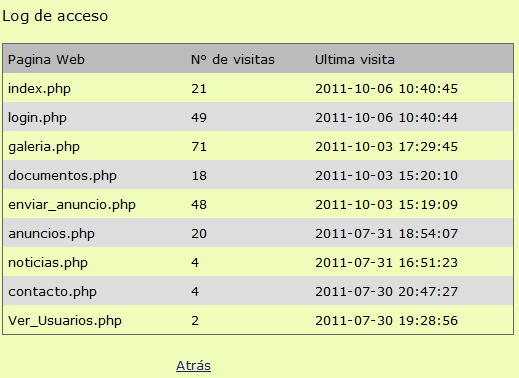 Log de acceso
Pagina Web Nº de visitas Ultima visita
index.php 21 2011-10-06 10:40:45
login.php 49 2011-10-06 10:40:44
galeria.php 71 2011-10-03 17:29:45
documentos.php 18 2011-10-03 15:20:10
enviar_anuncio.php 48 2011-10-03 15:19:09
anuncios.php 20 2011-07-31 18:54:07
noticias.php 4 2011-07-31 16:51:23
contacto.php 4 2011-07-30 20:47:27
Ver_Usuarios.php 2 2011-07-30 19:28:56
Atrás